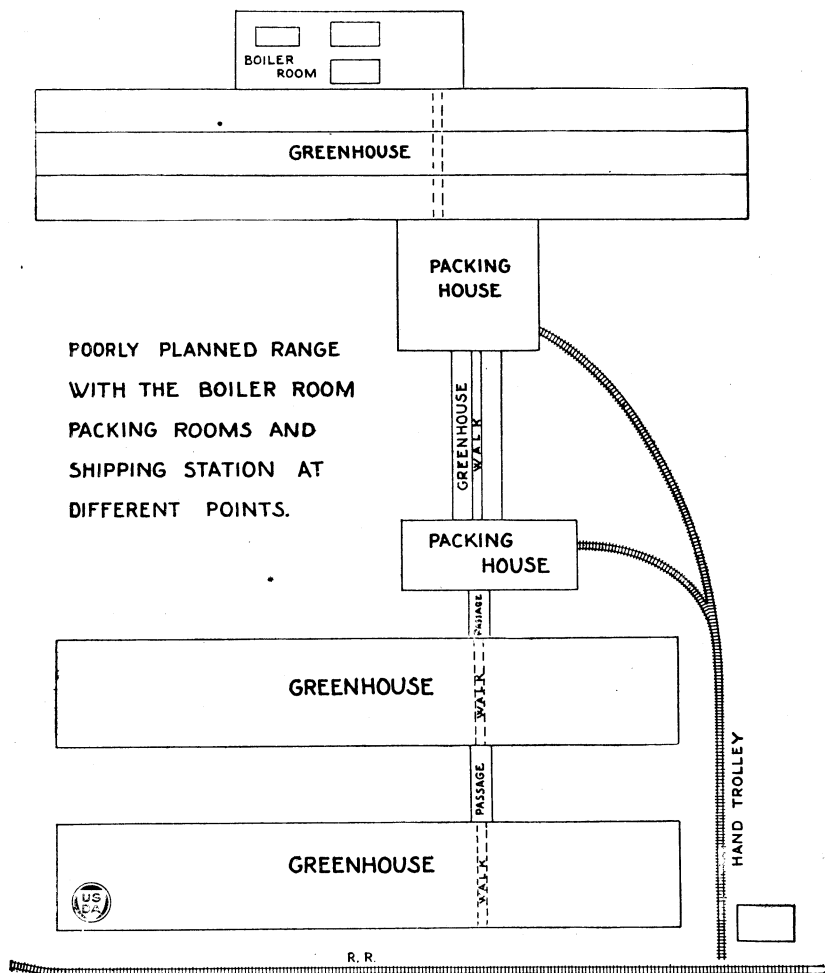 BOILER
ROOM
GREENHOUSE
PACKING
HOUSE
POORLY PLANNED RANGE
WITH THE BOILER ROOM
PACKING ROOMS AND
SHIPPING STATION AT
DIFFERENT POINTS.
GREENHOUSE
WALK
PACKING
HOUSE
PASSAGE
GREENHOUSE
WALK
PASSAGE
HAND TROLLEY
GREENHOUSE
WALK
US
DA
R. R.